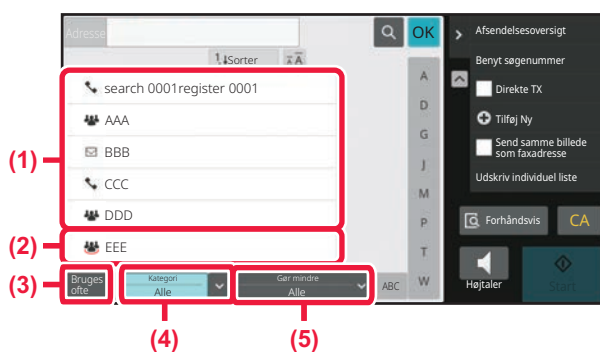 Adresse
OK
1 Sorter
search 0001register 0001
AAA
BBB
CCC
DDD
EEE
A
D
G
J
M
P
T
W
Bruges
ofte
Kategori
Alle
Gør mindre
Alle
ABC
Afsendelsesoversigt
Benyt søgenummer
Direkte TX
Tilføj Ny
Send samme billede
som faxadresse
Udskriv individuel liste
Forhåndsvis
CA
Højtaler
Start
(1)
(2)
(3)
(4)
(5)